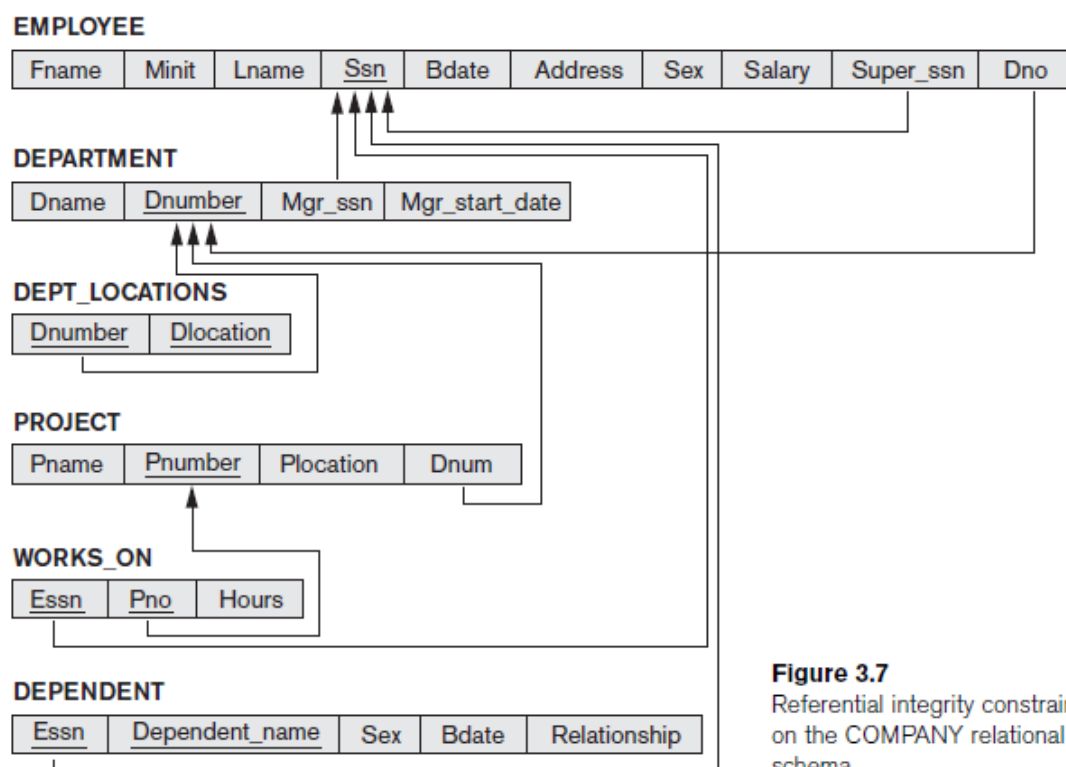 EMPLOYEE
Fname Minit Lname Ssn Bdate Address Sex Salary Super_ssn Dno
DEPARTMENT
Dname Dnumber Mgr_ssn Mgr_start_date
DEPT_LOCATIONS
Dnumber Dlocation
PROJECT
Pname Pnumber Plocation Dnum
WORKS_ON
Essn Pno Hours
DEPENDENT
Essn Dependent_name Sex Bdate Relationship
Figure 3.7
Referential integrity constrain
on the COMPANY relational
schema